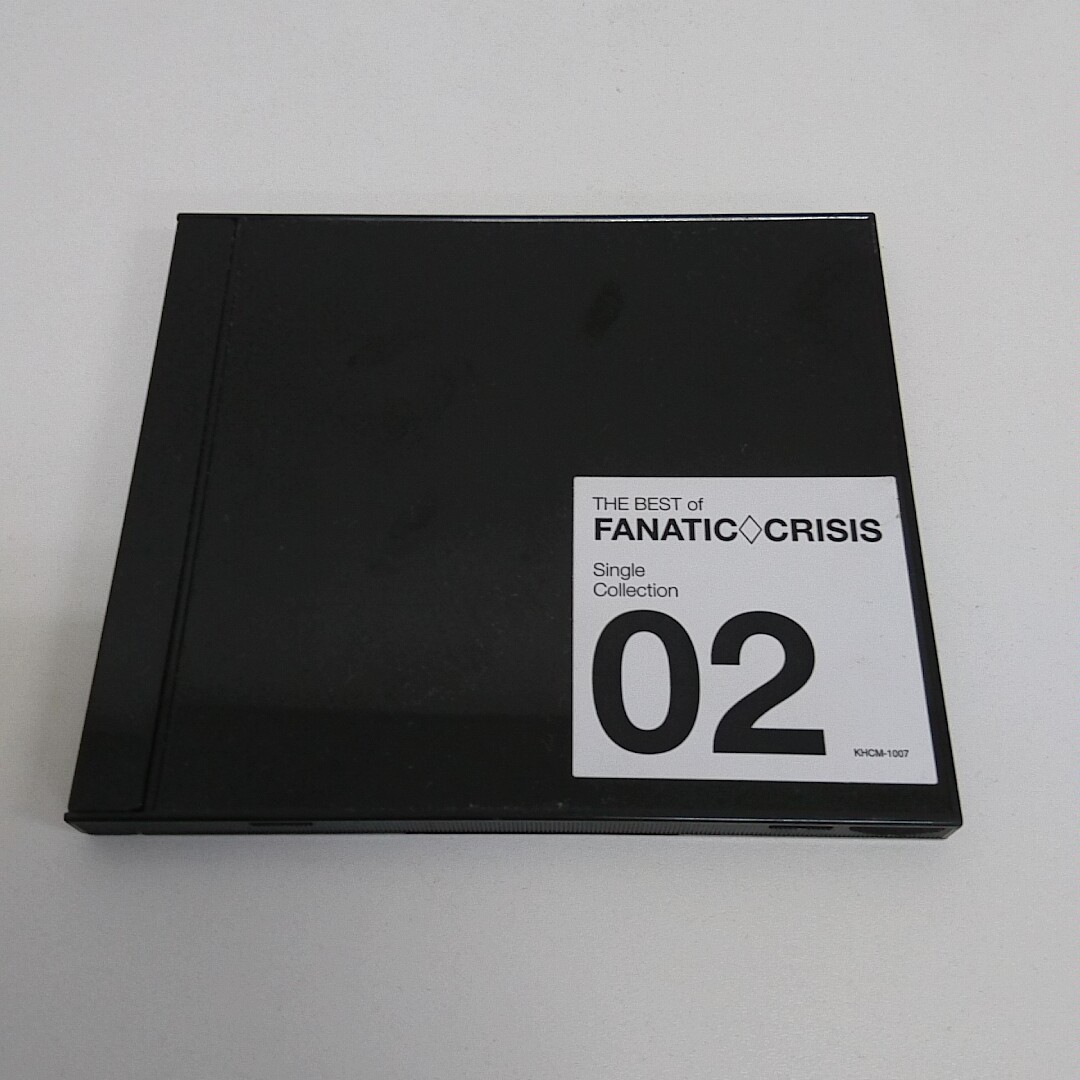 THE BEST of
FANATIC◇CRISIS
Single
Collection
02
KHCM-1007